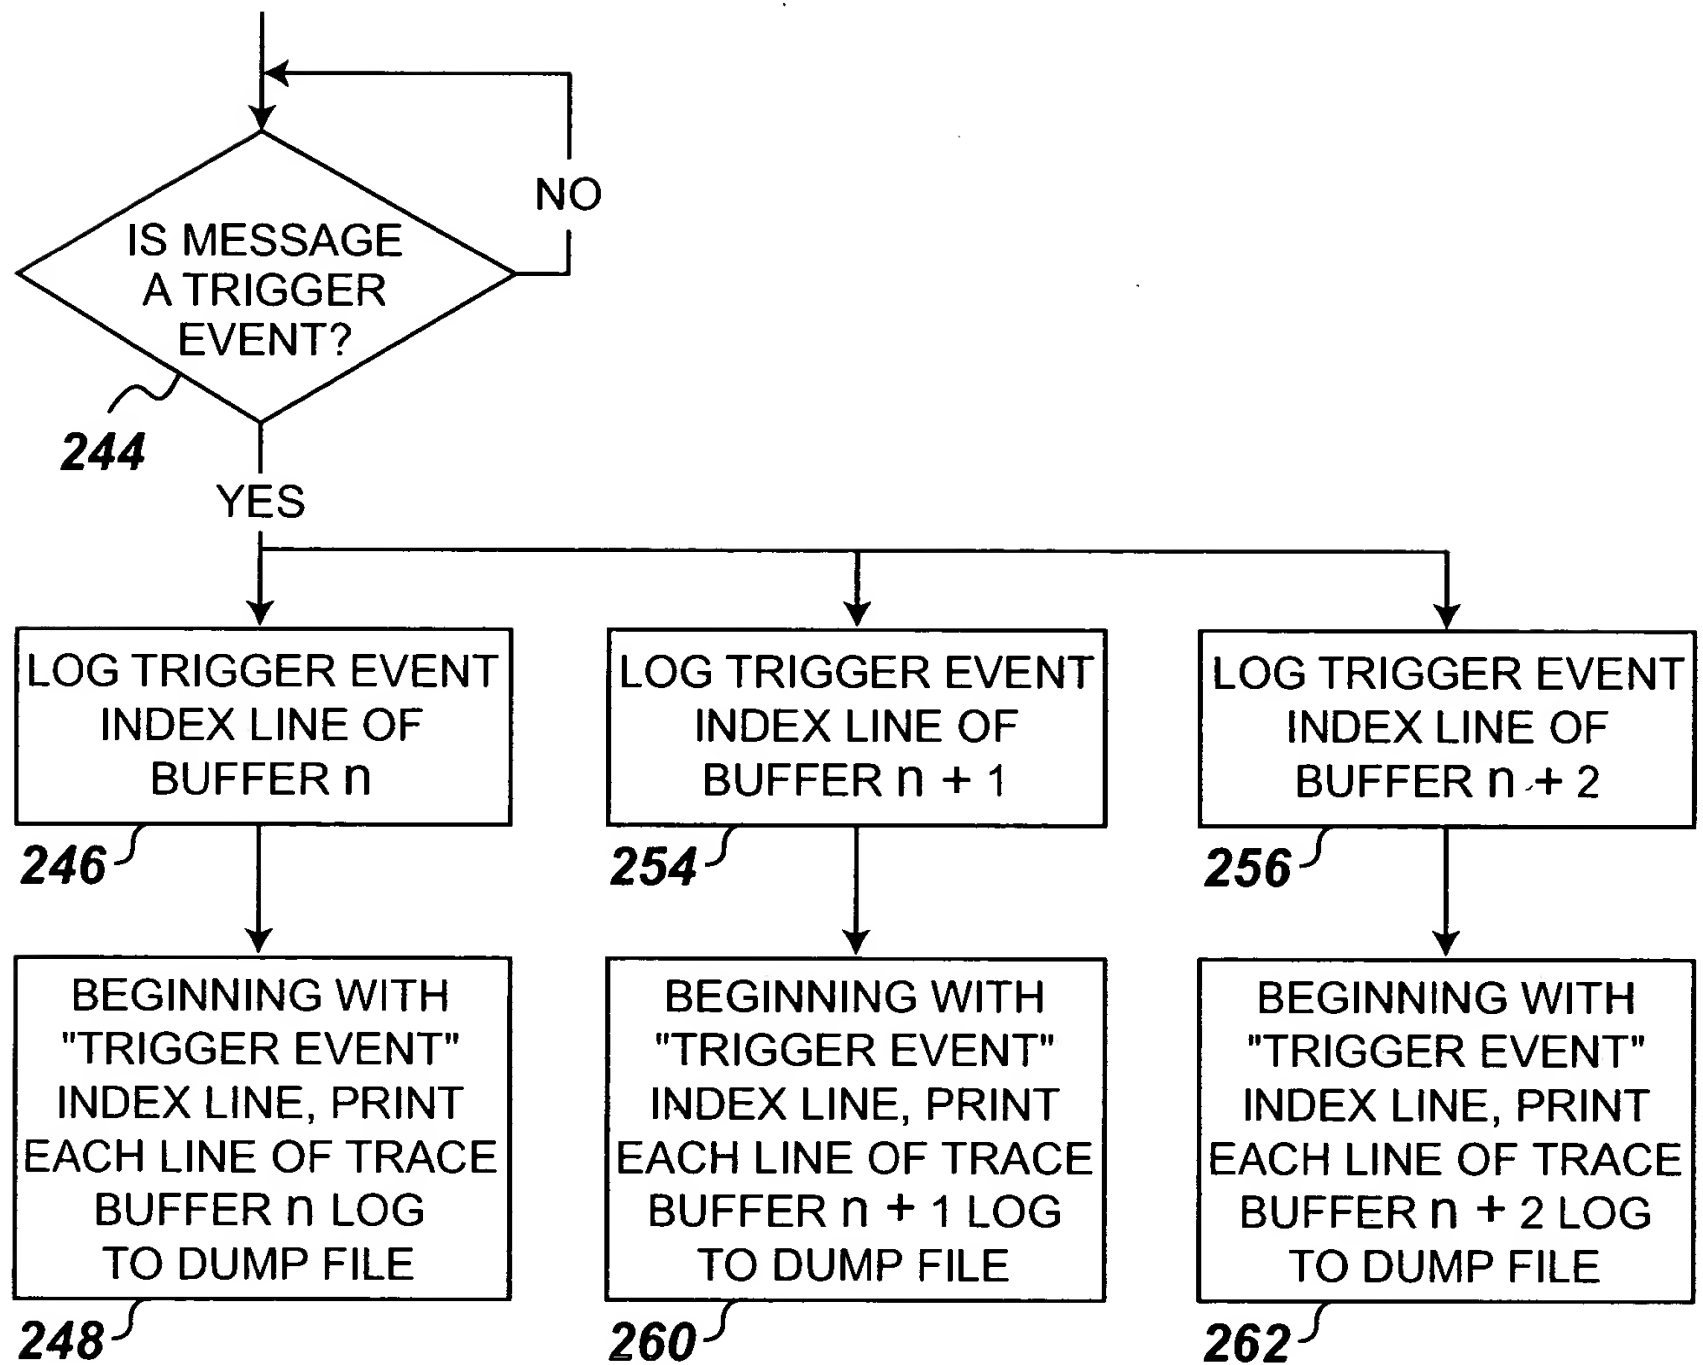 NO
IS MESSAGE
A TRIGGER
EVENT?
244
YES
LOG TRIGGER EVENT
INDEX LINE OF
BUFFER n
246
LOG TRIGGER EVENT
INDEX LINE OF
BUFFER n + 1
254
LOG TRIGGER EVENT
INDEX LINE OF
BUFFER n + 2
256
BEGINNING WITH
"TRIGGER EVENT"
INDEX LINE, PRINT
EACH LINE OF TRACE
BUFFER n LOG
TO DUMP FILE
248
BEGINNING WITH
"TRIGGER EVENT"
INDEX LINE, PRINT
EACH LINE OF TRACE
BUFFER n + 1 LOG
TO DUMP FILE
260
BEGINNING WITH
"TRIGGER EVENT"
INDEX LINE, PRINT
EACH LINE OF TRACE
BUFFER n + 2 LOG
TO DUMP FILE
262